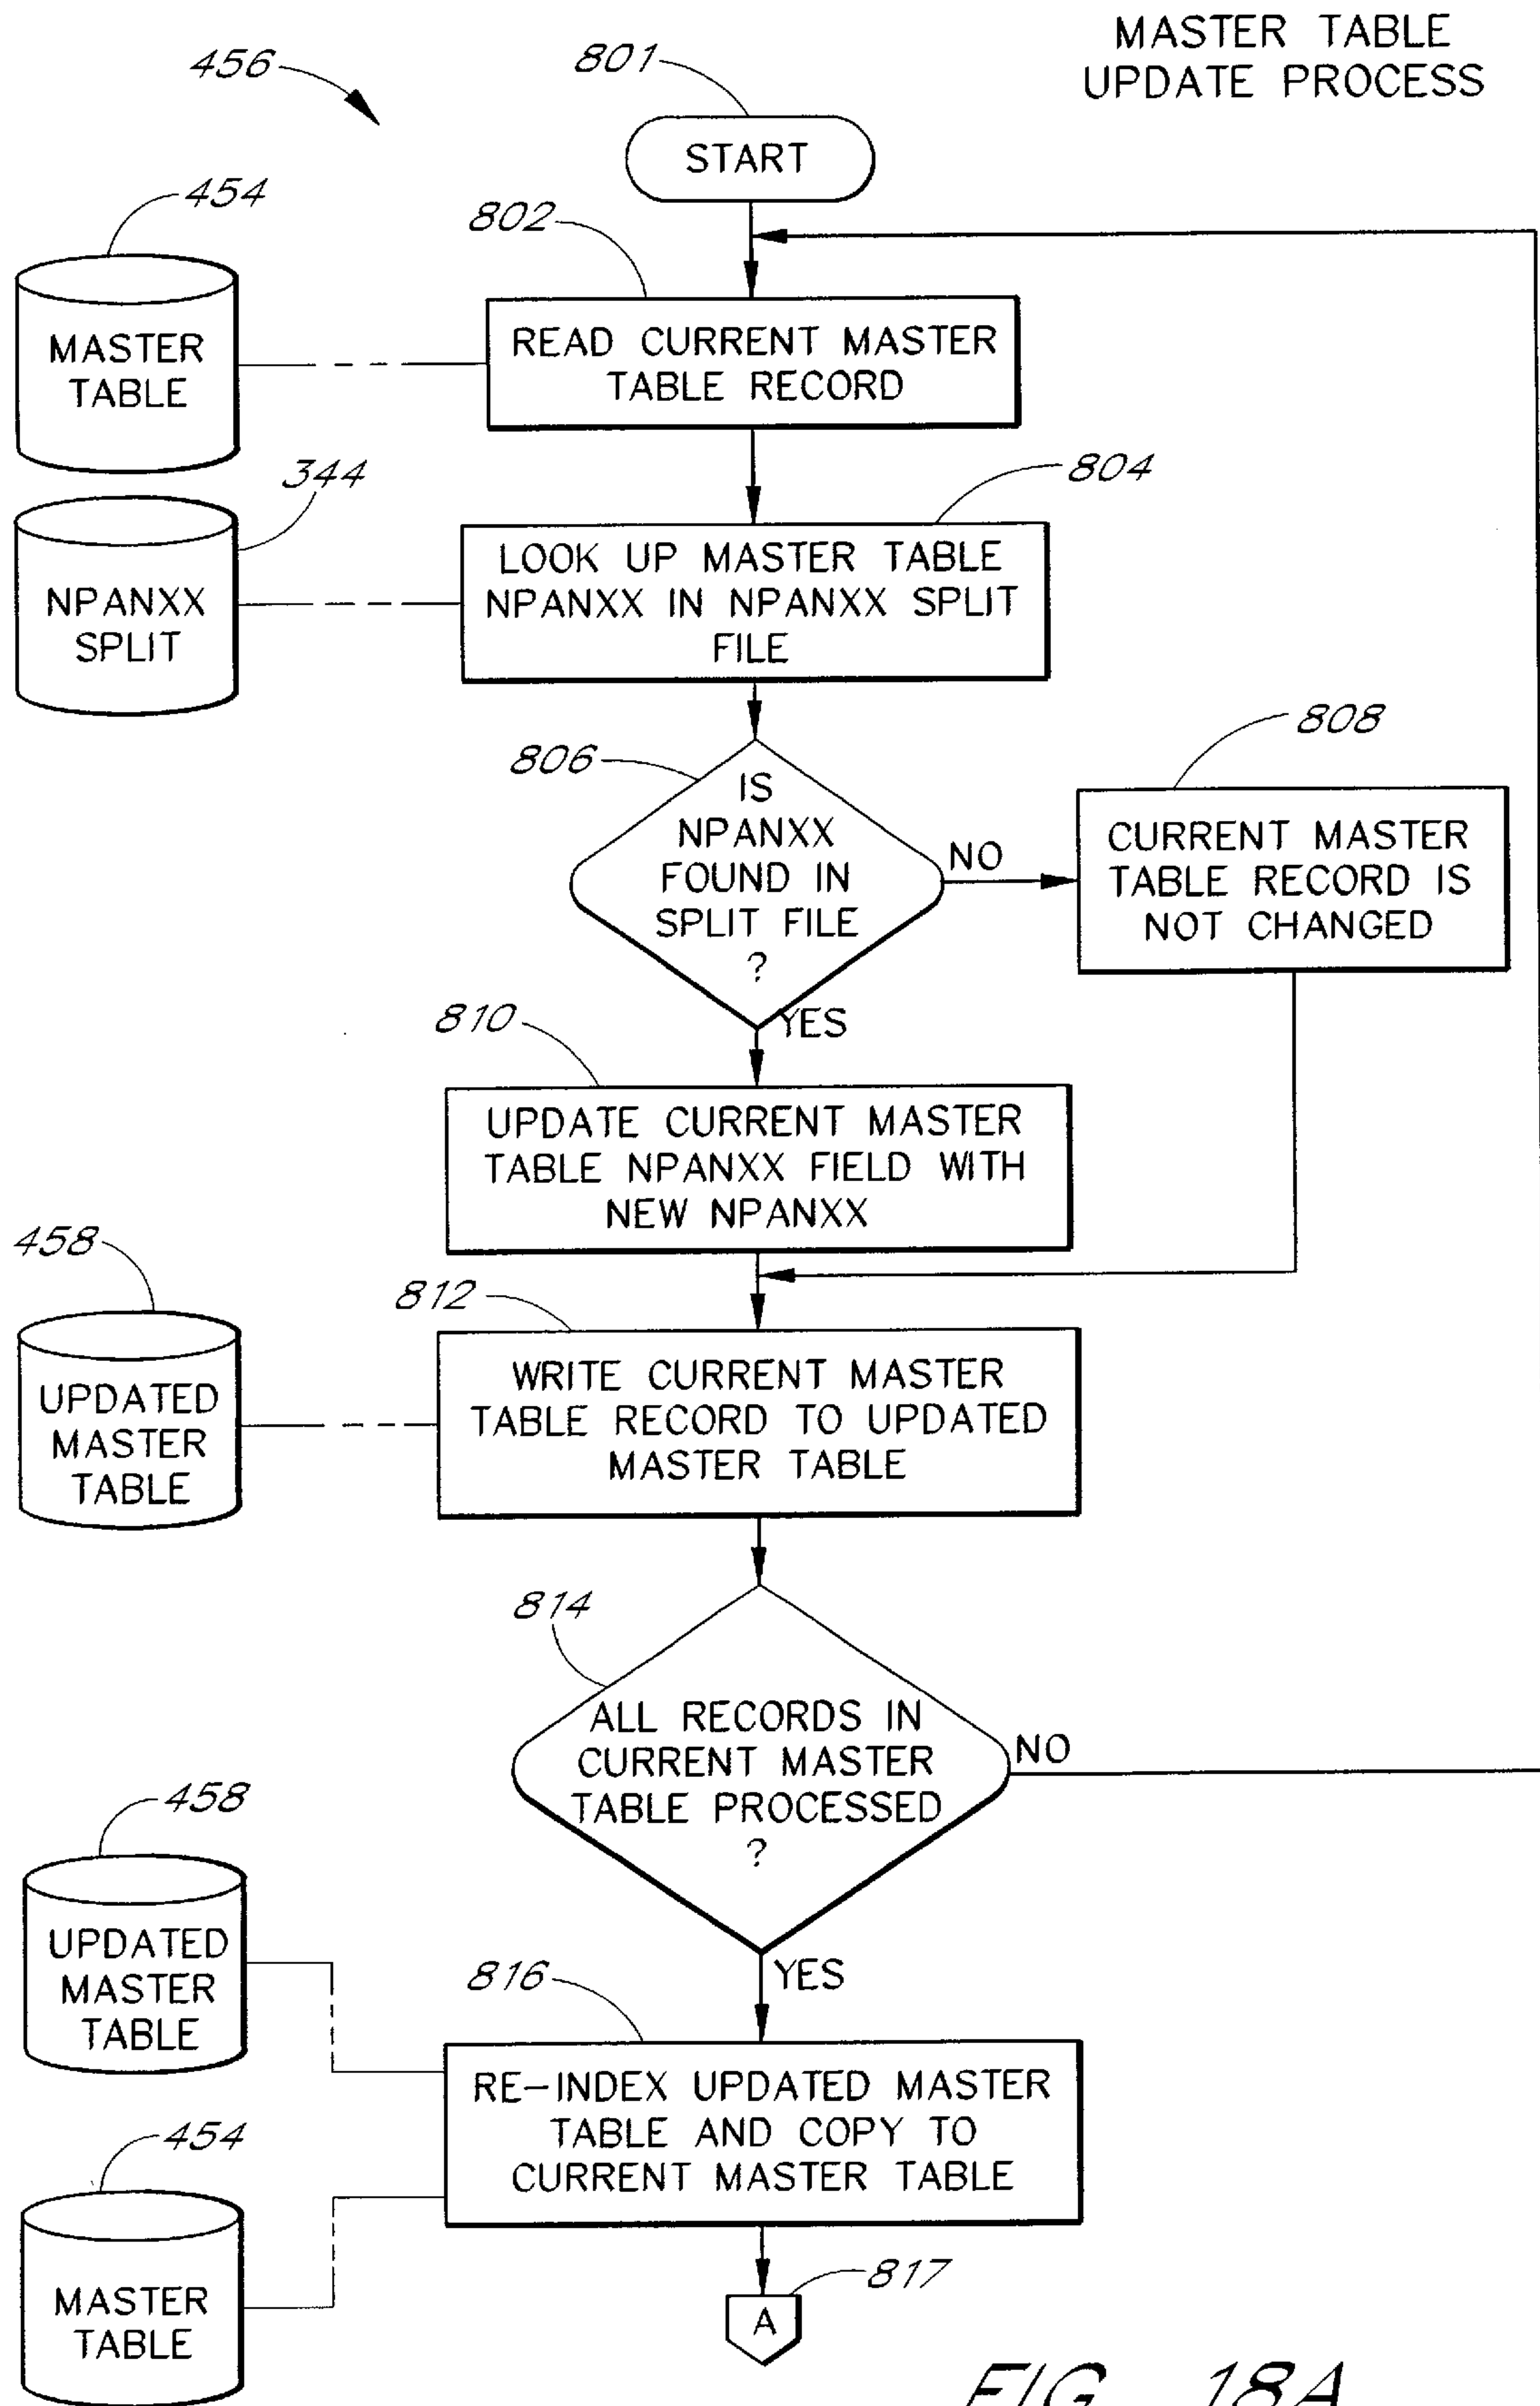 MASTER TABLE
UPDATE PROCESS
456
801
START
454
802
MASTER
TABLE
READ CURRENT MASTER
TABLE RECORD
344
804
NPANXX
SPLIT
LOOK UP MASTER TABLE
NPANXX IN NPANXX SPLIT
FILE
806
808
IS
NPANXX
FOUND IN
SPLIT FILE
?
NO
CURRENT MASTER
TABLE RECORD IS
NOT CHANGED
YES
810
UPDATE CURRENT MASTER
TABLE NPANXX FIELD WITH
NEW NPANXX
458
812
UPDATED
MASTER
TABLE
WRITE CURRENT MASTER
TABLE RECORD TO UPDATED
MASTER TABLE
814
ALL RECORDS IN
CURRENT MASTER
TABLE PROCESSED
?
NO
458
UPDATED
MASTER
TABLE
YES
816
RE-INDEX UPDATED MASTER
TABLE AND COPY TO
CURRENT MASTER TABLE
454
MASTER
TABLE
817
A
FIG. 18A